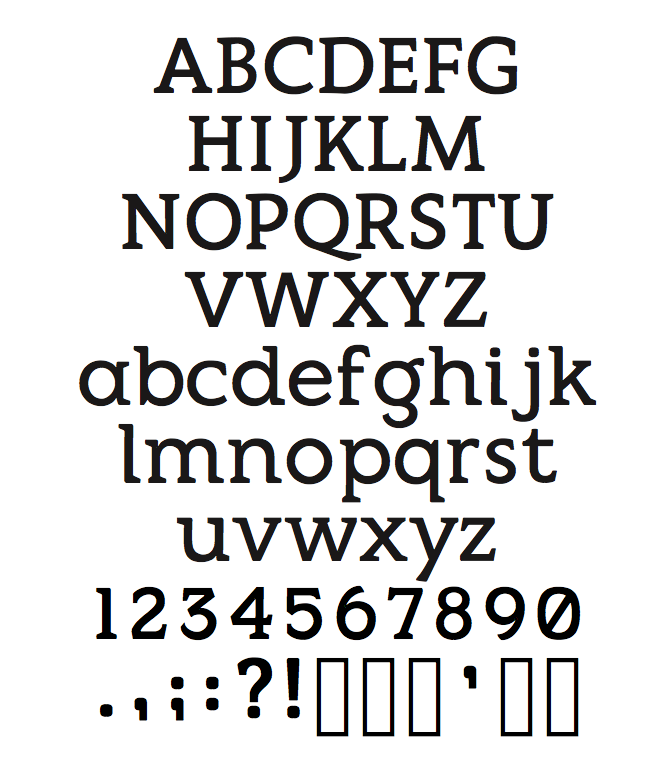 ABCDEFG
HIJKLM
NOPQRSTU
VWXYZ
abcdefghijk
lmnopqrst
uvwxyz
1234567890
.,;:?!▯▯▯'▯▯